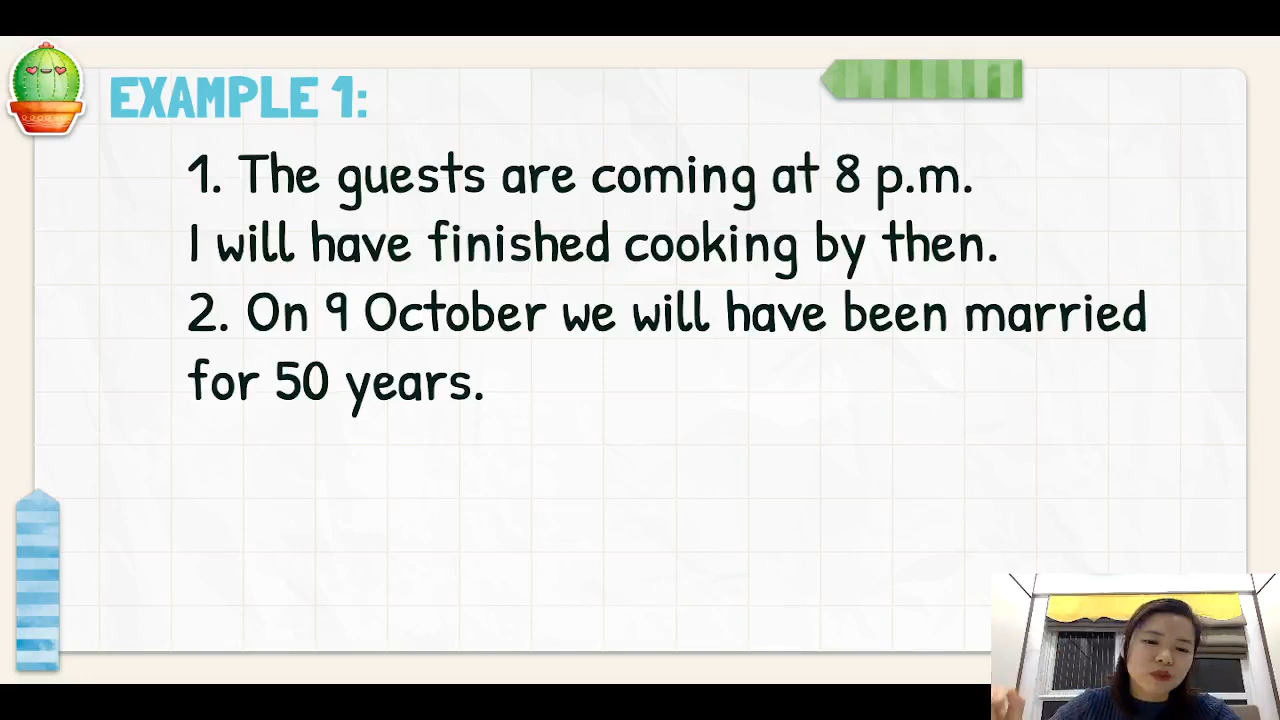 EXAMPLE 1:
1. The guests are coming at 8 p.m.
I will have finished cooking by then.
2. On 9 October we will have been married
for 50 years.